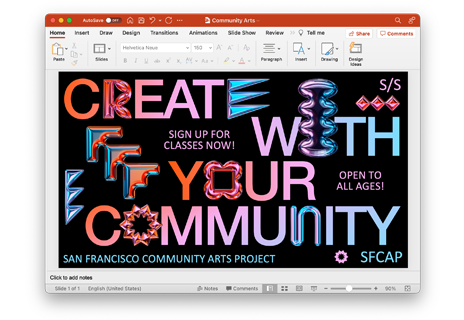 AutoSave OFF
Community Arts
Home Insert Draw Design Transitions Animations Slide Show Review Tell me Share Comments
Paste Slides Helvetica Neue 150 Paragraph Insert Drawing Design Ideas
CREATE
S/S
SIGN UP FOR
CLASSES NOW!
WITH
YOUR
OPEN TO
ALL AGES!
COMMUNITY
SAN FRANCISCO COMMUNITY ARTS PROJECT
SFCAP
Click to add notes
Slide 1 of 1 English (United States) Notes Comments 90%